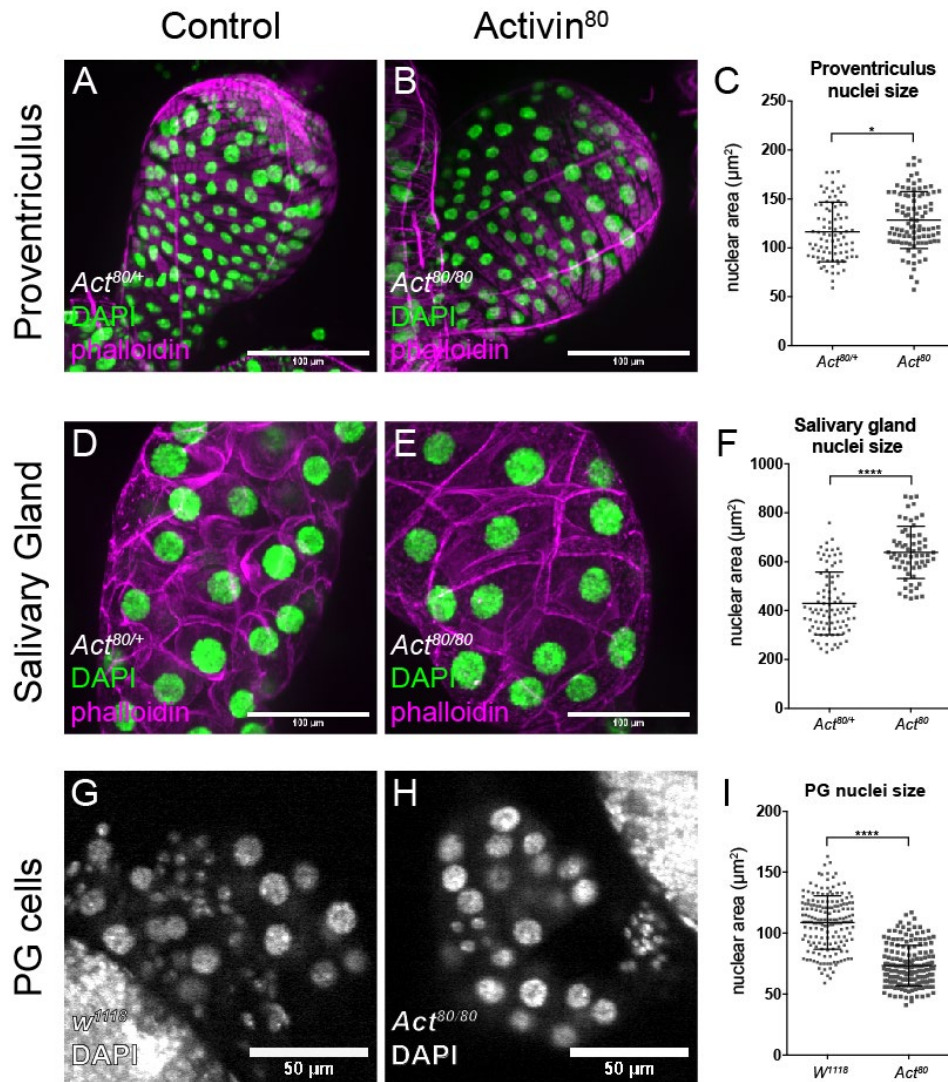 Control
Activin⁸⁰
Proventriculus
A
Act⁸⁰/⁺
DAPI
phalloidin
100 µm
B
Act⁸⁰/⁸⁰
DAPI
phalloidin
100 µm
C
Proventriculus
nuclei size
nuclear area (µm²)
250
200
150
100
50
0
*
Act⁸⁰/⁺
Act⁸⁰
Salivary Gland
D
Act⁸⁰/⁺
DAPI
phalloidin
100 µm
E
Act⁸⁰/⁸⁰
DAPI
phalloidin
100 µm
F
Salivary gland
nuclei size
nuclear area (µm²)
1000
800
600
400
200
0
****
Act⁸⁰/⁺
Act⁸⁰
PG cells
G
w¹¹¹⁸
DAPI
50 µm
H
Act⁸⁰/⁸⁰
DAPI
50 µm
I
PG nuclei size
nuclear area (µm²)
200
150
100
50
0
****
W¹¹¹⁸
Act⁸⁰